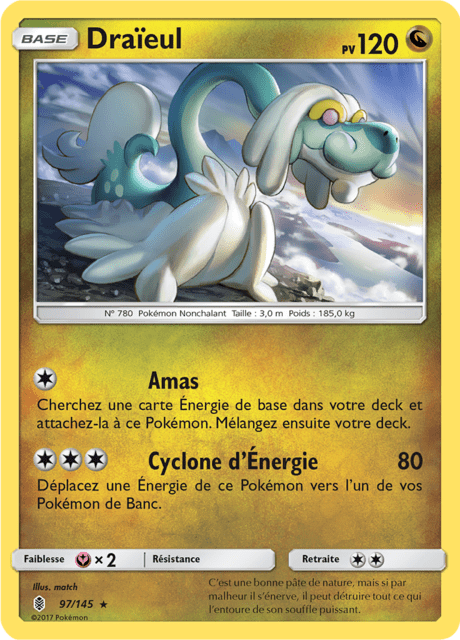 BASE Draïeul PV 120
N° 780 Pokémon Nonchalant Taille : 3,0 m Poids : 185,0 kg
Amas
Cherchez une carte Énergie de base dans votre deck et
attachez-la à ce Pokémon. Mélangez ensuite votre deck.
Cyclone d'Énergie 80
Déplacez une Énergie de ce Pokémon vers l'un de vos
Pokémon de Banc.
Faiblesse × 2 Résistance Retraite
Illus. match
97/145 ★
©2017 Pokémon
C'est une bonne pâte de nature, mais si par
malheur il s'énerve, il peut détruire tout ce qui
l'entoure de son souffle puissant.